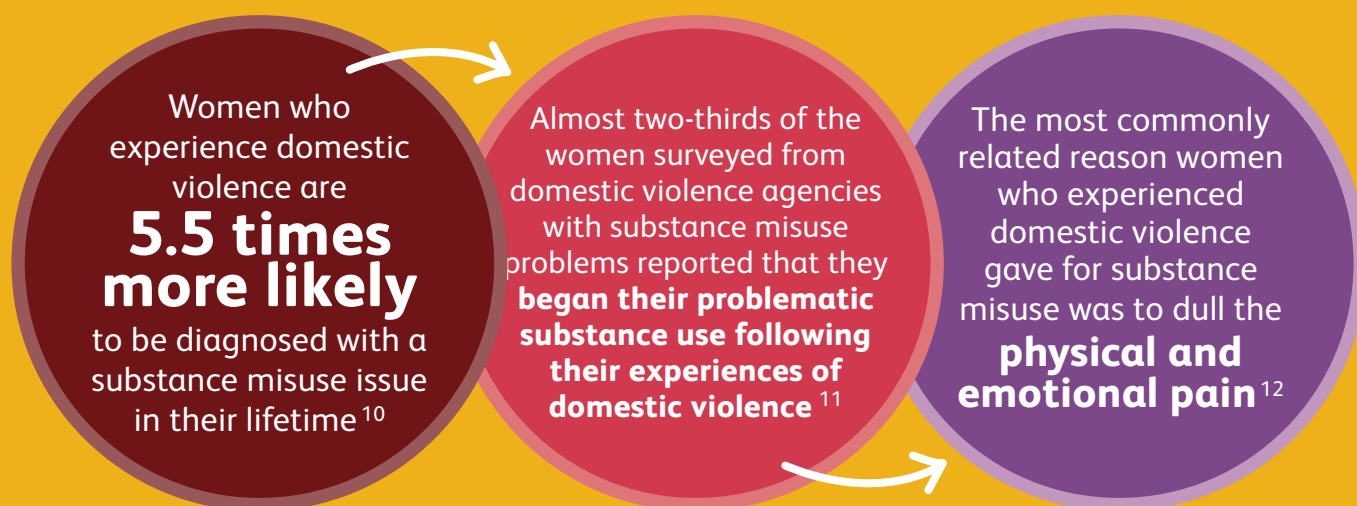 Women who
experience domestic
violence are
5.5 times
more likely
to be diagnosed with a
substance misuse issue
in their lifetime 10
Almost two-thirds of the
women surveyed from
domestic violence agencies
with substance misuse
problems reported that they
began their problematic
substance use following
their experiences of
domestic violence 11
The most commonly
related reason women
who experienced
domestic violence
gave for substance
misuse was to dull the
physical and
emotional pain 12